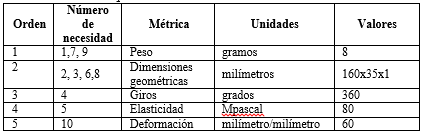 Orden Número de necesidad Métrica Unidades Valores
1 1,7, 9 Peso gramos 8
2 2, 3, 6,8 Dimensiones geométricas milímetros 160x35x1
3 4 Giros grados 360
4 5 Elasticidad Mpascal 80
5 10 Deformación milímetro/milímetro 60